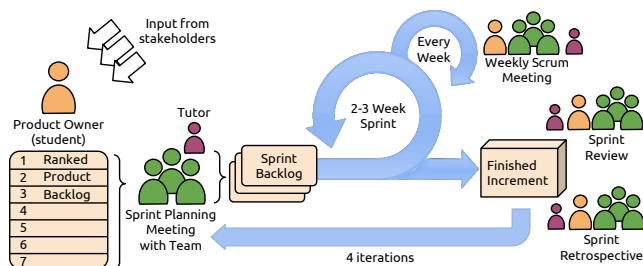 Input from
stakeholders
Product Owner
(student)
1 Ranked
2 Product
3 Backlog
4
5
6
7
Tutor
Sprint Planning
Meeting
with Team
Sprint
Backlog
2-3 Week
Sprint
Every
Week
Weekly Scrum
Meeting
Finished
Increment
Sprint
Review
Sprint
Retrospective
4 iterations